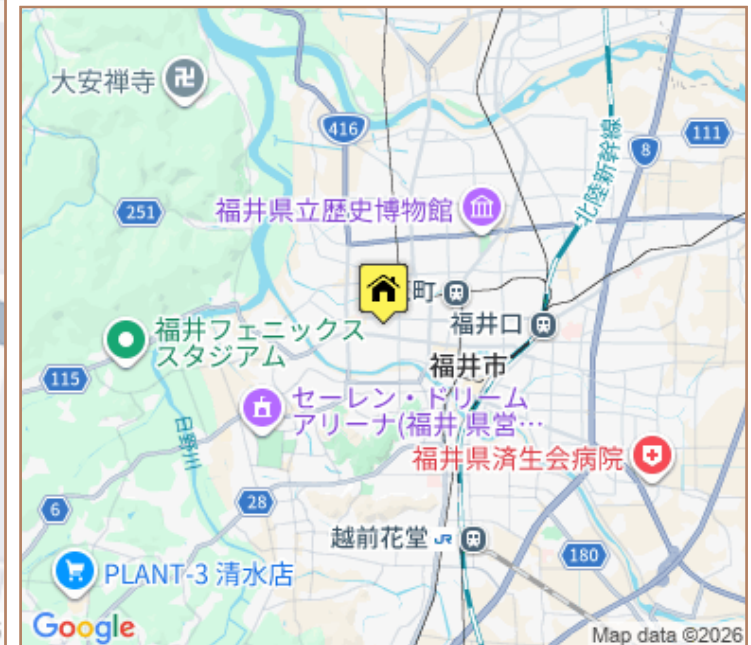 大安禅寺
416
111
8
北陸新幹線
251
福井県立歴史博物館
町
福井口
福井フェニックス
スタジアム
福井市
115
セーレン・ドリーム
アリーナ(福井 県営…
日野川
福井県済生会病院
28
6
越前花堂 JR
180
PLANT-3 清水店
Google
Map data ©2026